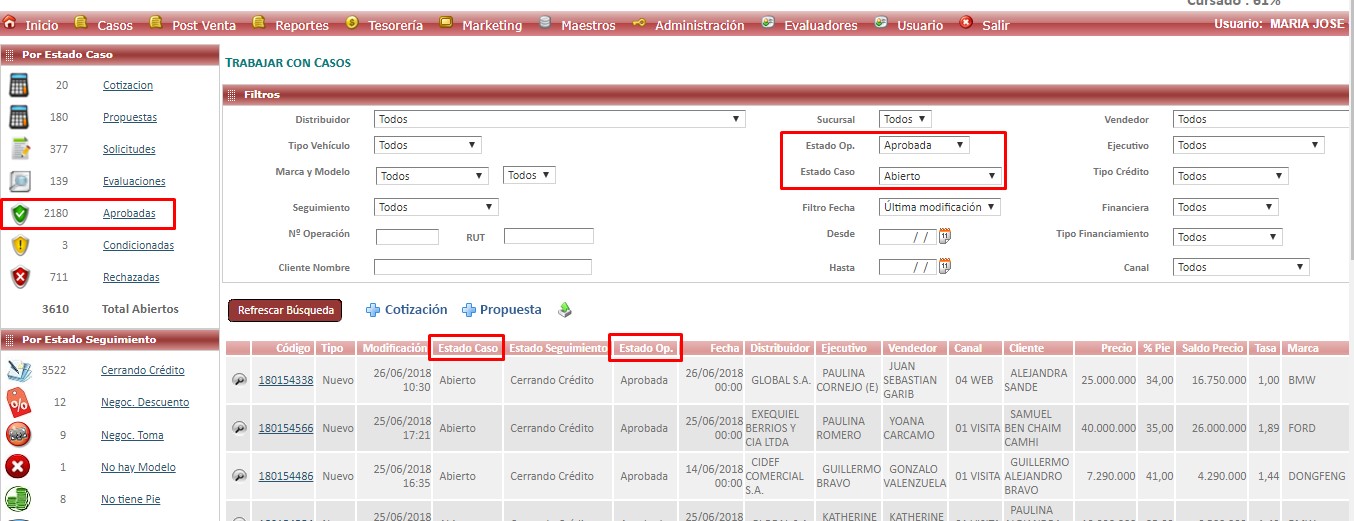 Cursado : 61%
Inicio Casos Post Venta Reportes Tesorería Marketing Maestros Administración Evaluadores Usuario Salir Usuario: MARIA JOSE
Por Estado Caso
20 Cotizacion
180 Propuestas
377 Solicitudes
139 Evaluaciones
2180 Aprobadas
3 Condicionadas
711 Rechazadas
3610 Total Abiertos
Por Estado Seguimiento
3522 Cerrando Crédito
12 Negoc. Descuento
9 Negoc. Toma
1 No hay Modelo
8 No tiene Pie
TRABAJAR CON CASOS
Filtros
Distribuidor Todos Sucursal Todos Vendedor Todos
Tipo Vehículo Todos Estado Op. Aprobada Ejecutivo Todos
Marca y Modelo Todos Todos Estado Caso Abierto Tipo Crédito Todos
Seguimiento Todos Filtro Fecha Última modificación Financiera Todos
Nº Operación RUT Desde / / Tipo Financiamiento Todos
Cliente Nombre Hasta / / Canal Todos
Refrescar Búsqueda Cotización Propuesta
Código Tipo Modificación Estado Caso Estado Seguimiento Estado Op. Fecha Distribuidor Ejecutivo Vendedor Canal Cliente Precio % Pie Saldo Precio Tasa Marca
180154338 Nuevo 26/06/2018 10:30 Abierto Cerrando Crédito Aprobada 26/06/2018 00:00 GLOBAL S.A. PAULINA CORNEJO (E) JUAN SEBASTIAN GARIB 04 WEB ALEJANDRA SANDE 25.000.000 34,00 16.750.000 1,00 BMW
180154566 Nuevo 25/06/2018 17:21 Abierto Cerrando Crédito Aprobada 25/06/2018 00:00 EXEQUIEL BERRIOS Y CIA LTDA PAULINA ROMERO YOANA CARCAMO 01 VISITA SAMUEL BEN CHAIM CAMHI 40.000.000 35,00 26.000.000 1,89 FORD
180154486 Nuevo 25/06/2018 16:35 Abierto Cerrando Crédito Aprobada 14/06/2018 00:00 CIDEF COMERCIAL S.A. GUILLERMO BRAVO GONZALO VALENZUELA 01 VISITA GUILLERMO ALEJANDRO BRAVO 7.290.000 41,00 4.290.000 1,44 DONGFENG
25/06/2018 25/06/2018 KATHERINE KATHERINE PAULINA